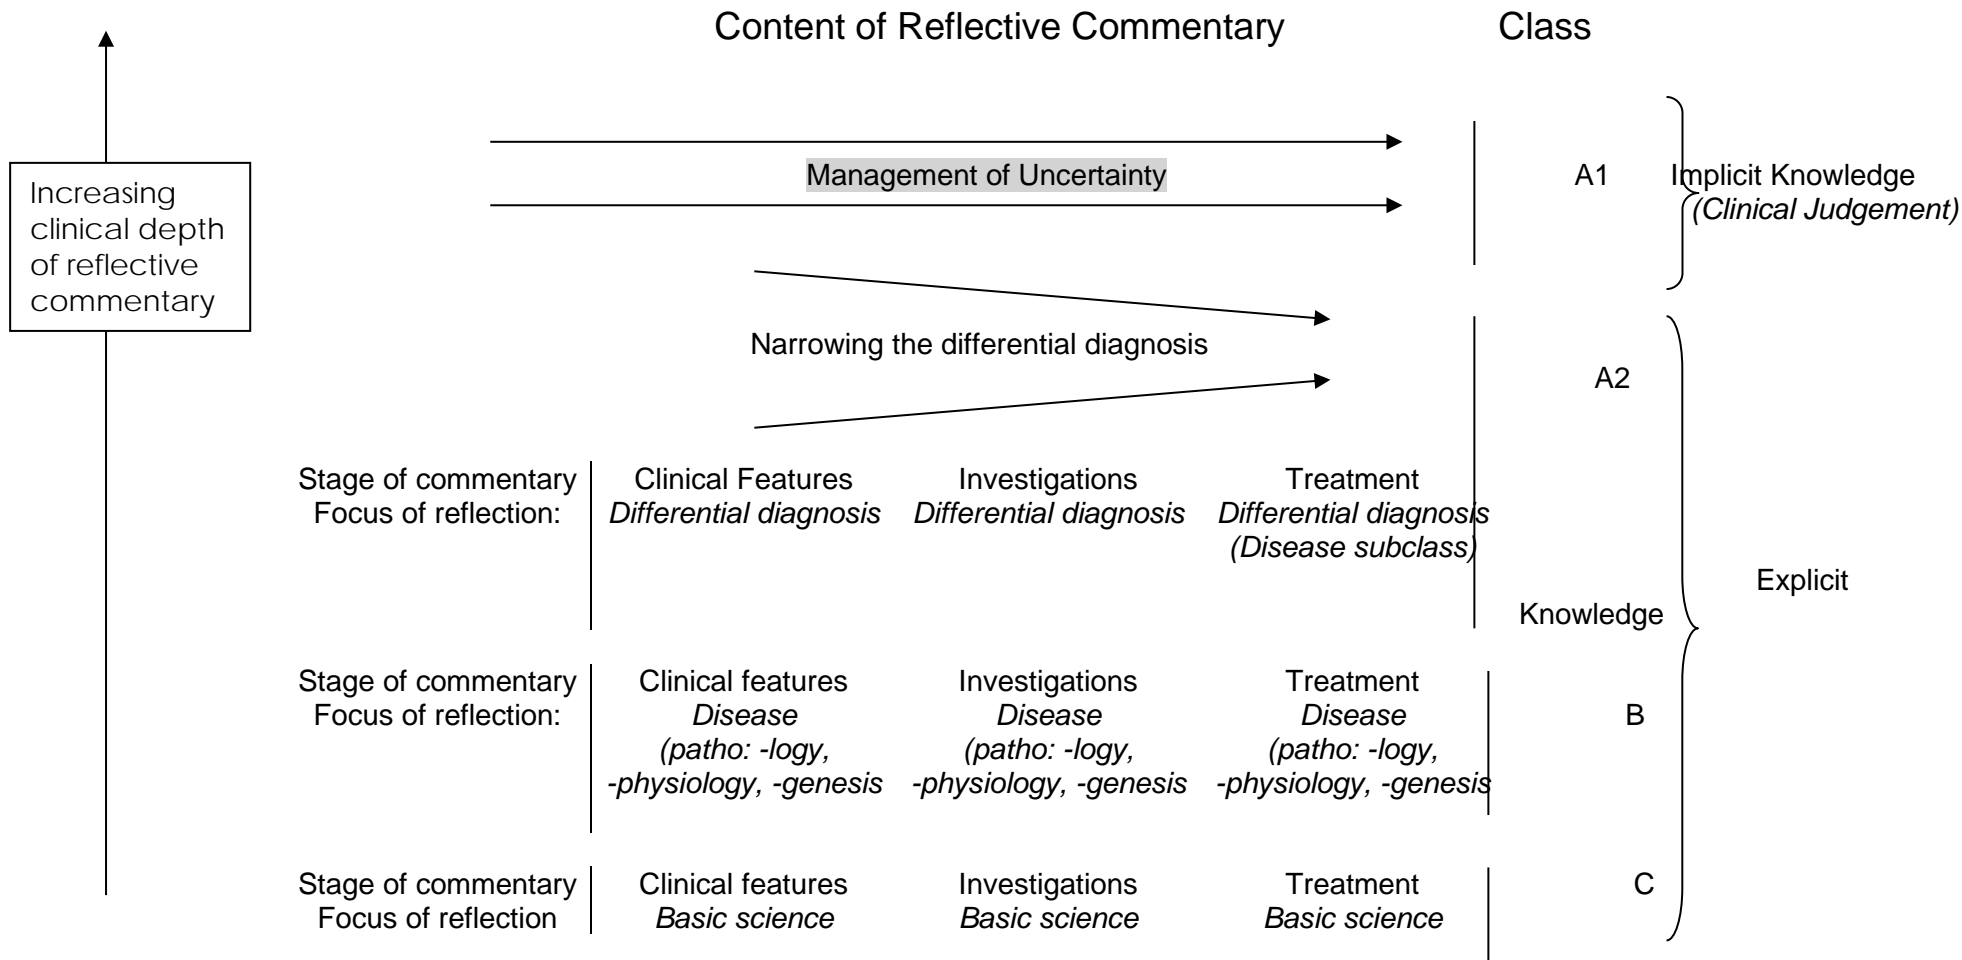 Content of Reflective Commentary Class
Increasing
clinical depth
of reflective
commentary
Management of Uncertainty A1 Implicit Knowledge
(Clinical Judgement)
Narrowing the differential diagnosis
A2
Stage of commentary Clinical Features Investigations Treatment
Focus of reflection: Differential diagnosis Differential diagnosis Differential diagnosis
(Disease subclass)
Explicit
Knowledge
Stage of commentary Clinical features Investigations Treatment
Focus of reflection: Disease Disease Disease B
(patho: -logy, (patho: -logy, (patho: -logy,
-physiology, -genesis -physiology, -genesis -physiology, -genesis
Stage of commentary Clinical features Investigations Treatment C
Focus of reflection Basic science Basic science Basic science